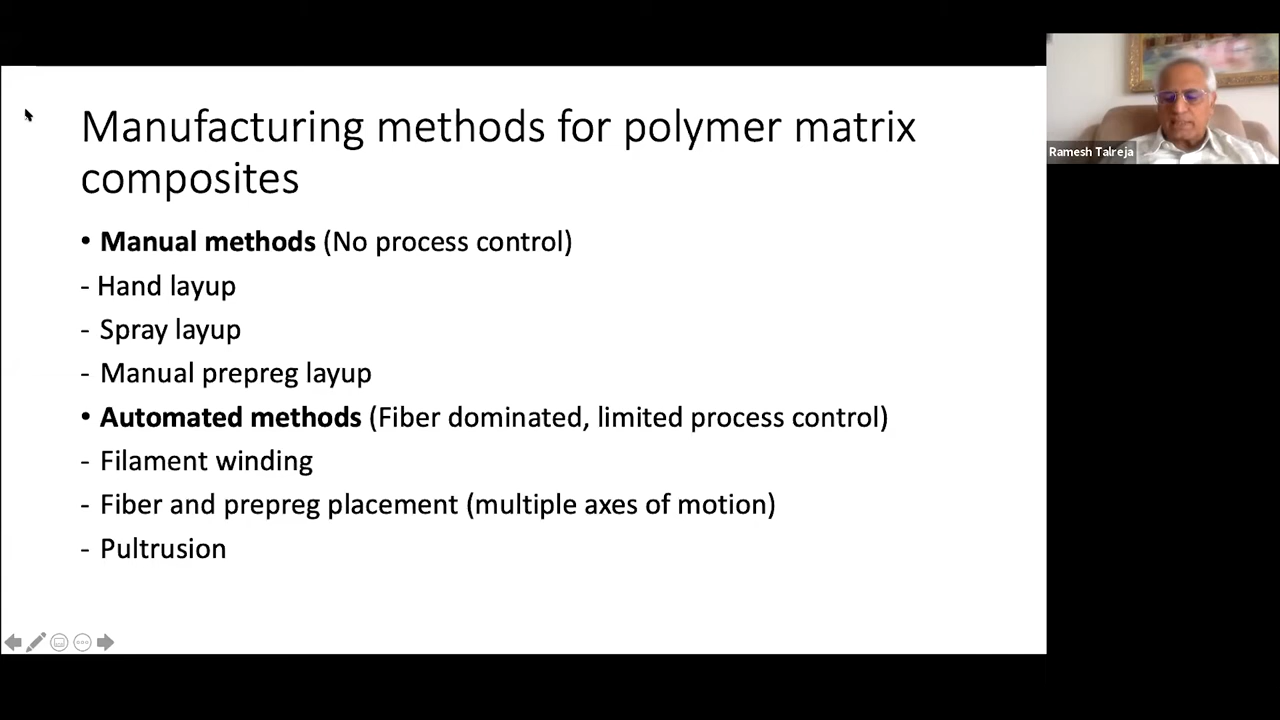 Manufacturing methods for polymer matrix
composites
• Manual methods (No process control)
- Hand layup
- Spray layup
- Manual prepreg layup
• Automated methods (Fiber dominated, limited process control)
- Filament winding
- Fiber and prepreg placement (multiple axes of motion)
- Pultrusion
Ramesh Talreja